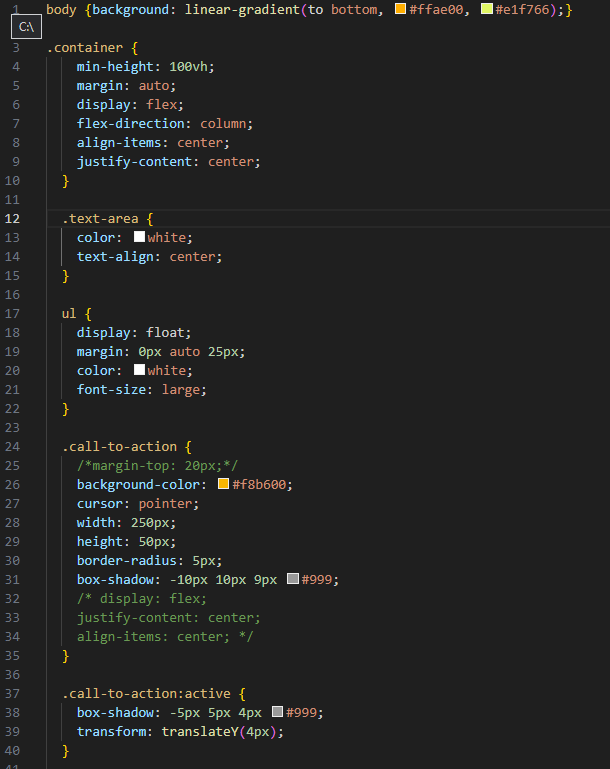 1 body {background: linear-gradient(to bottom, #ffae00, #e1f766);}
C:\
3 .container {
4 min-height: 100vh;
5 margin: auto;
6 display: flex;
7 flex-direction: column;
8 align-items: center;
9 justify-content: center;
10 }
11
12 .text-area {
13 color: white;
14 text-align: center;
15 }
16
17 ul {
18 display: float;
19 margin: 0px auto 25px;
20 color: white;
21 font-size: large;
22 }
23
24 .call-to-action {
25 /*margin-top: 20px;*/
26 background-color: #f8b600;
27 cursor: pointer;
28 width: 250px;
29 height: 50px;
30 border-radius: 5px;
31 box-shadow: -10px 10px 9px #999;
32 /* display: flex;
33 justify-content: center;
34 align-items: center; */
35 }
36
37 .call-to-action:active {
38 box-shadow: -5px 5px 4px #999;
39 transform: translateY(4px);
40 }